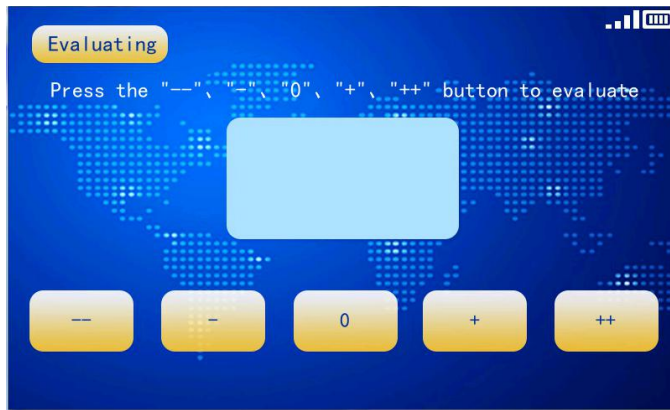 Evaluating
Press the "--"、"-"、"0"、"+"、"++" button to evaluate
-- - 0 + ++